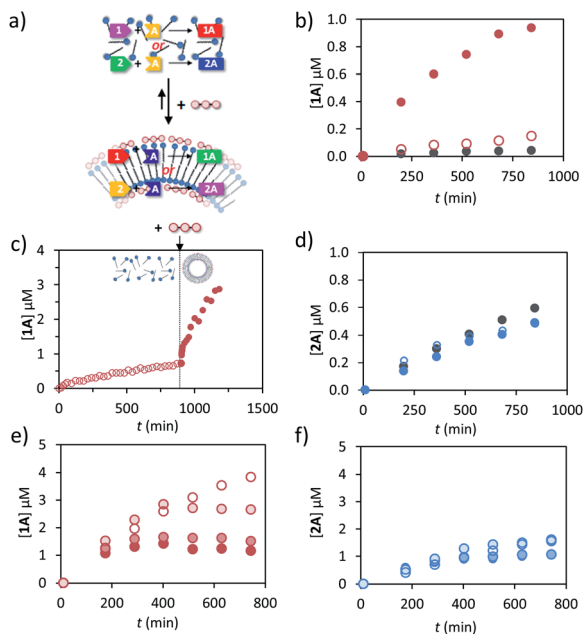 a)
1 + A 1A
or
2 + A 2A
+
1 + A 1A
or
2 + A 2A
+
b)
[1A] μM
1.0
0.8
0.6
0.4
0.2
0.0
0 250 500 750 1000
t (min)
c)
[1A] μM
4
3
2
1
0
0 500 1000 1500
t (min)
d)
[2A] μM
1.0
0.8
0.6
0.4
0.2
0.0
0 250 500 750 1000
t (min)
e)
[1A] μM
5
4
3
2
1
0
0 200 400 600 800
t (min)
f)
[2A] μM
5
4
3
2
1
0
0 200 400 600 800
t (min)